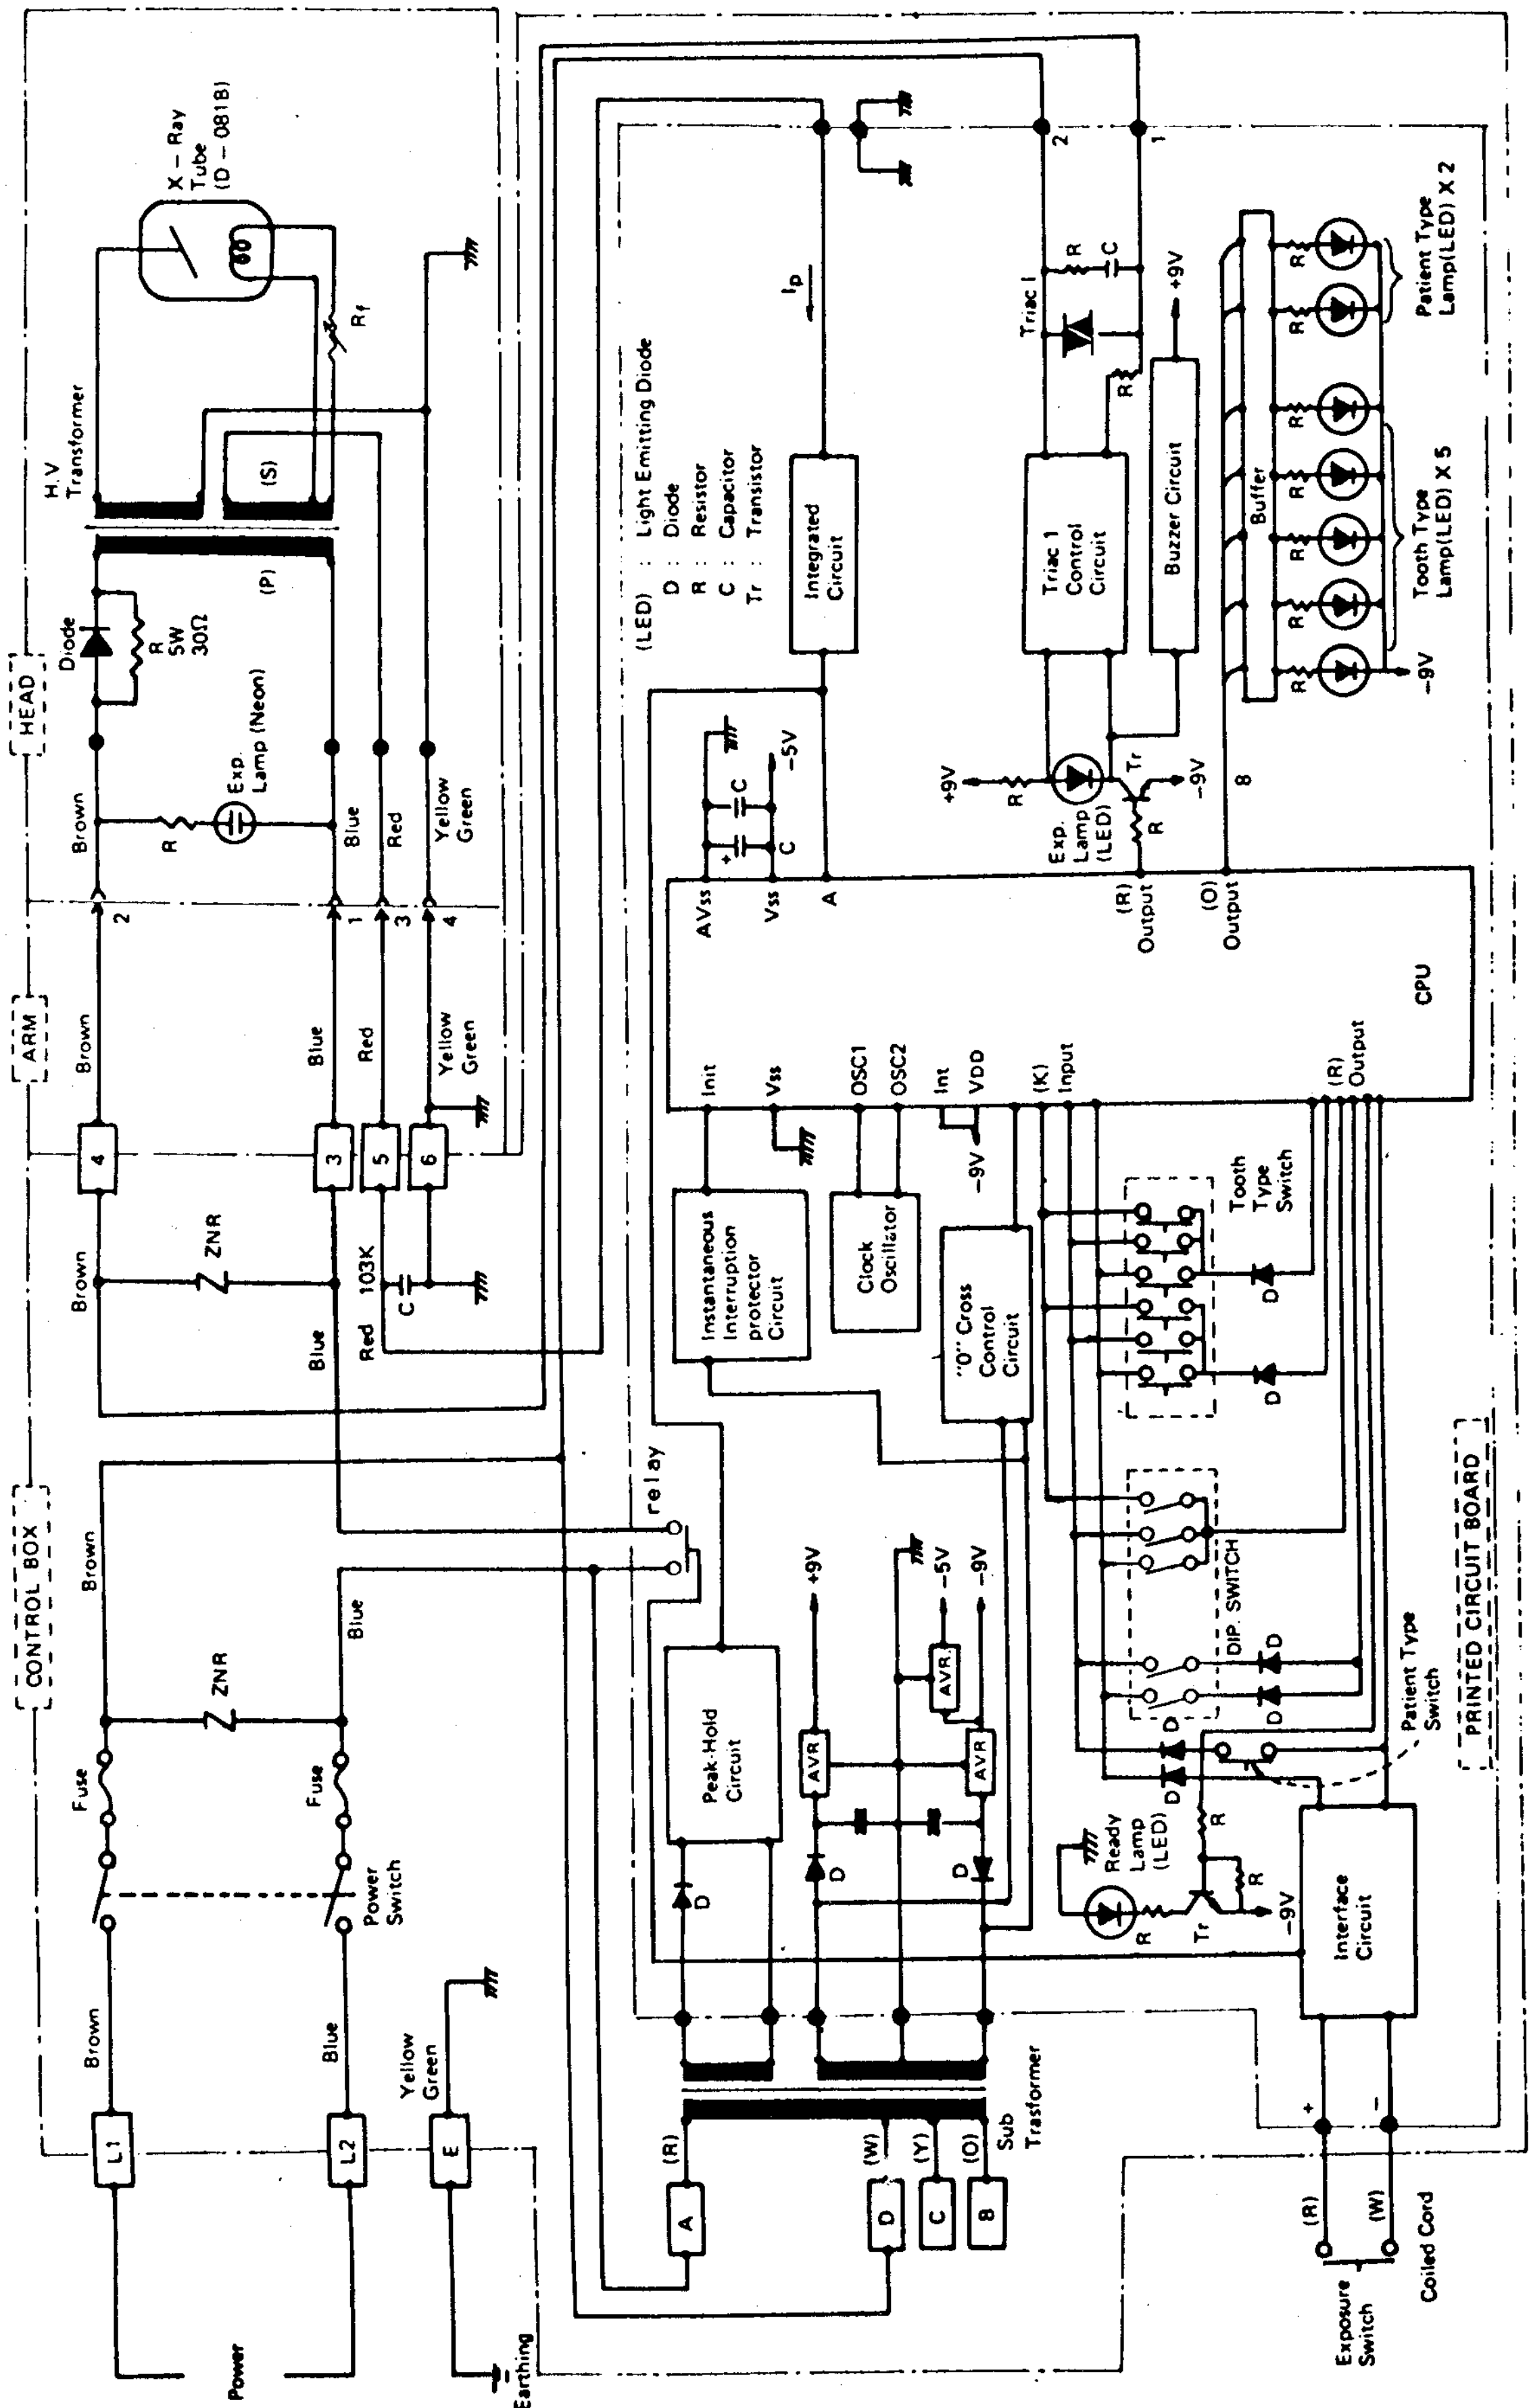 CONTROL BOX
ARM
HEAD
Power
L1
L2
E
Earthing
Brown
Blue
Yellow
Green
Power
Switch
Fuse
Fuse
ZNR
Brown
Blue
Brown
Blue
Red
103K
C
ZNR
4
3
5
6
Brown
Blue
Red
Yellow
Green
2
1
3
4
Brown
Blue
Red
Yellow
Green
R
Exp.
Lamp (Neon)
Diode
R
5W
30Ω
(P)
(S)
H.V
Transformer
Rf
X – Ray
Tube
(D – 081B)
A
D
C
B
(R)
(W)
(Y)
(O)
Sub
Trasformer
D
D
D
Peak-Hold
Circuit
relay
AVR
AVR
AVR
+9V
-5V
-9V
Instantaneous
Interruption
protector
Circuit
Clock
Oscillator
"0" Cross
Control
Circuit
Init
Vss
OSC1
OSC2
Int
VDD
-9V
(K)
Input
(R)
Output
CPU
AVss
Vss
A
(R)
Output
(O)
Output
+
C
C
-5V
(LED) : Light Emitting Diode
D : Diode
R : Resistor
C : Capacitor
Tr : Transistor
Integrated
Circuit
Ip
+9V
R
Exp.
Lamp
(LED)
Tr
R
-9V
8
Triac 1
Control
Circuit
Triac I
R
C
R
2
1
Buzzer Circuit
+9V
Buffer
R
R
R
R
R
R
R
-9V
Tooth Type
Lamp(LED) X 5
Patient Type
Lamp(LED) X 2
Tooth
Type
Switch
D
D
DIP. SWITCH
D
D
D
D
Patient Type
Switch
Ready
Lamp
(LED)
R
Tr
R
R
-9V
Interface
Circuit
+
-
(R)
(W)
Exposure
Switch
Coiled Cord
PRINTED CIRCUIT BOARD